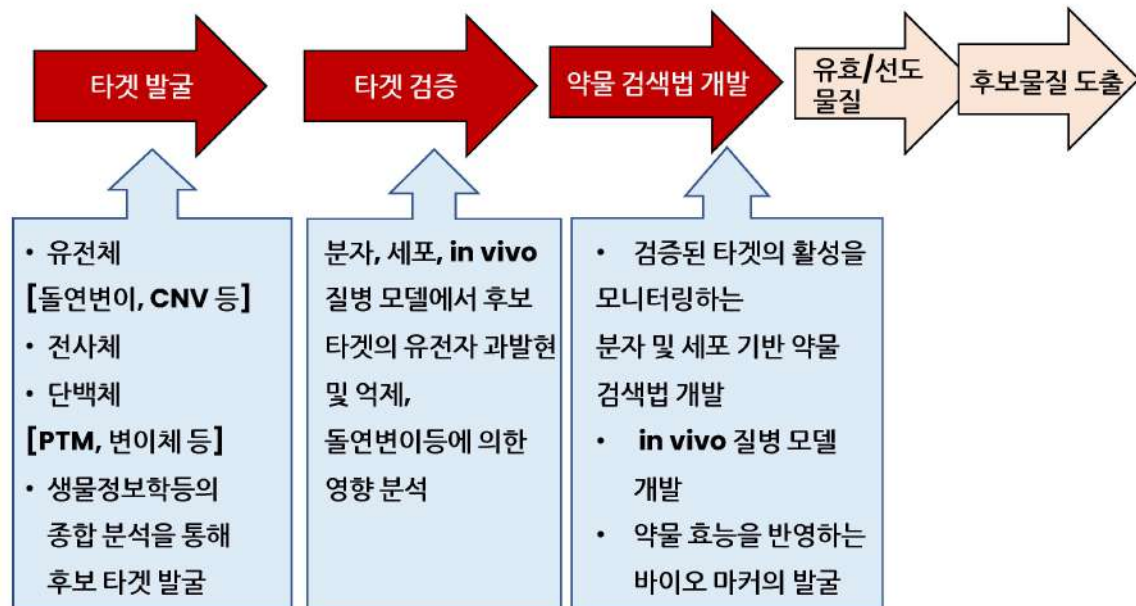 타겟 발굴
타겟 검증
약물 검색법 개발
유효/선도
물질
후보물질 도출
• 유전체
[돌연변이, CNV 등]
• 전사체
• 단백체
[PTM, 변이체 등]
• 생물정보학등의
종합 분석을 통해
후보 타겟 발굴
분자, 세포, in vivo
질병 모델에서 후보
타겟의 유전자 과발현
및 억제,
돌연변이등에 의한
영향 분석
• 검증된 타겟의 활성을
모니터링하는
분자 및 세포 기반 약물
검색법 개발
• in vivo 질병 모델
개발
• 약물 효능을 반영하는
바이오 마커의 발굴